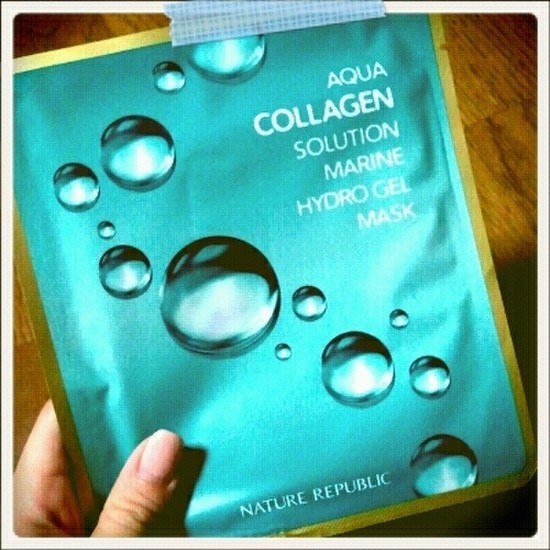 AQUA
COLLAGEN
SOLUTION
MARINE
HYDRO GEL
MASK
NATURE REPUBLIC